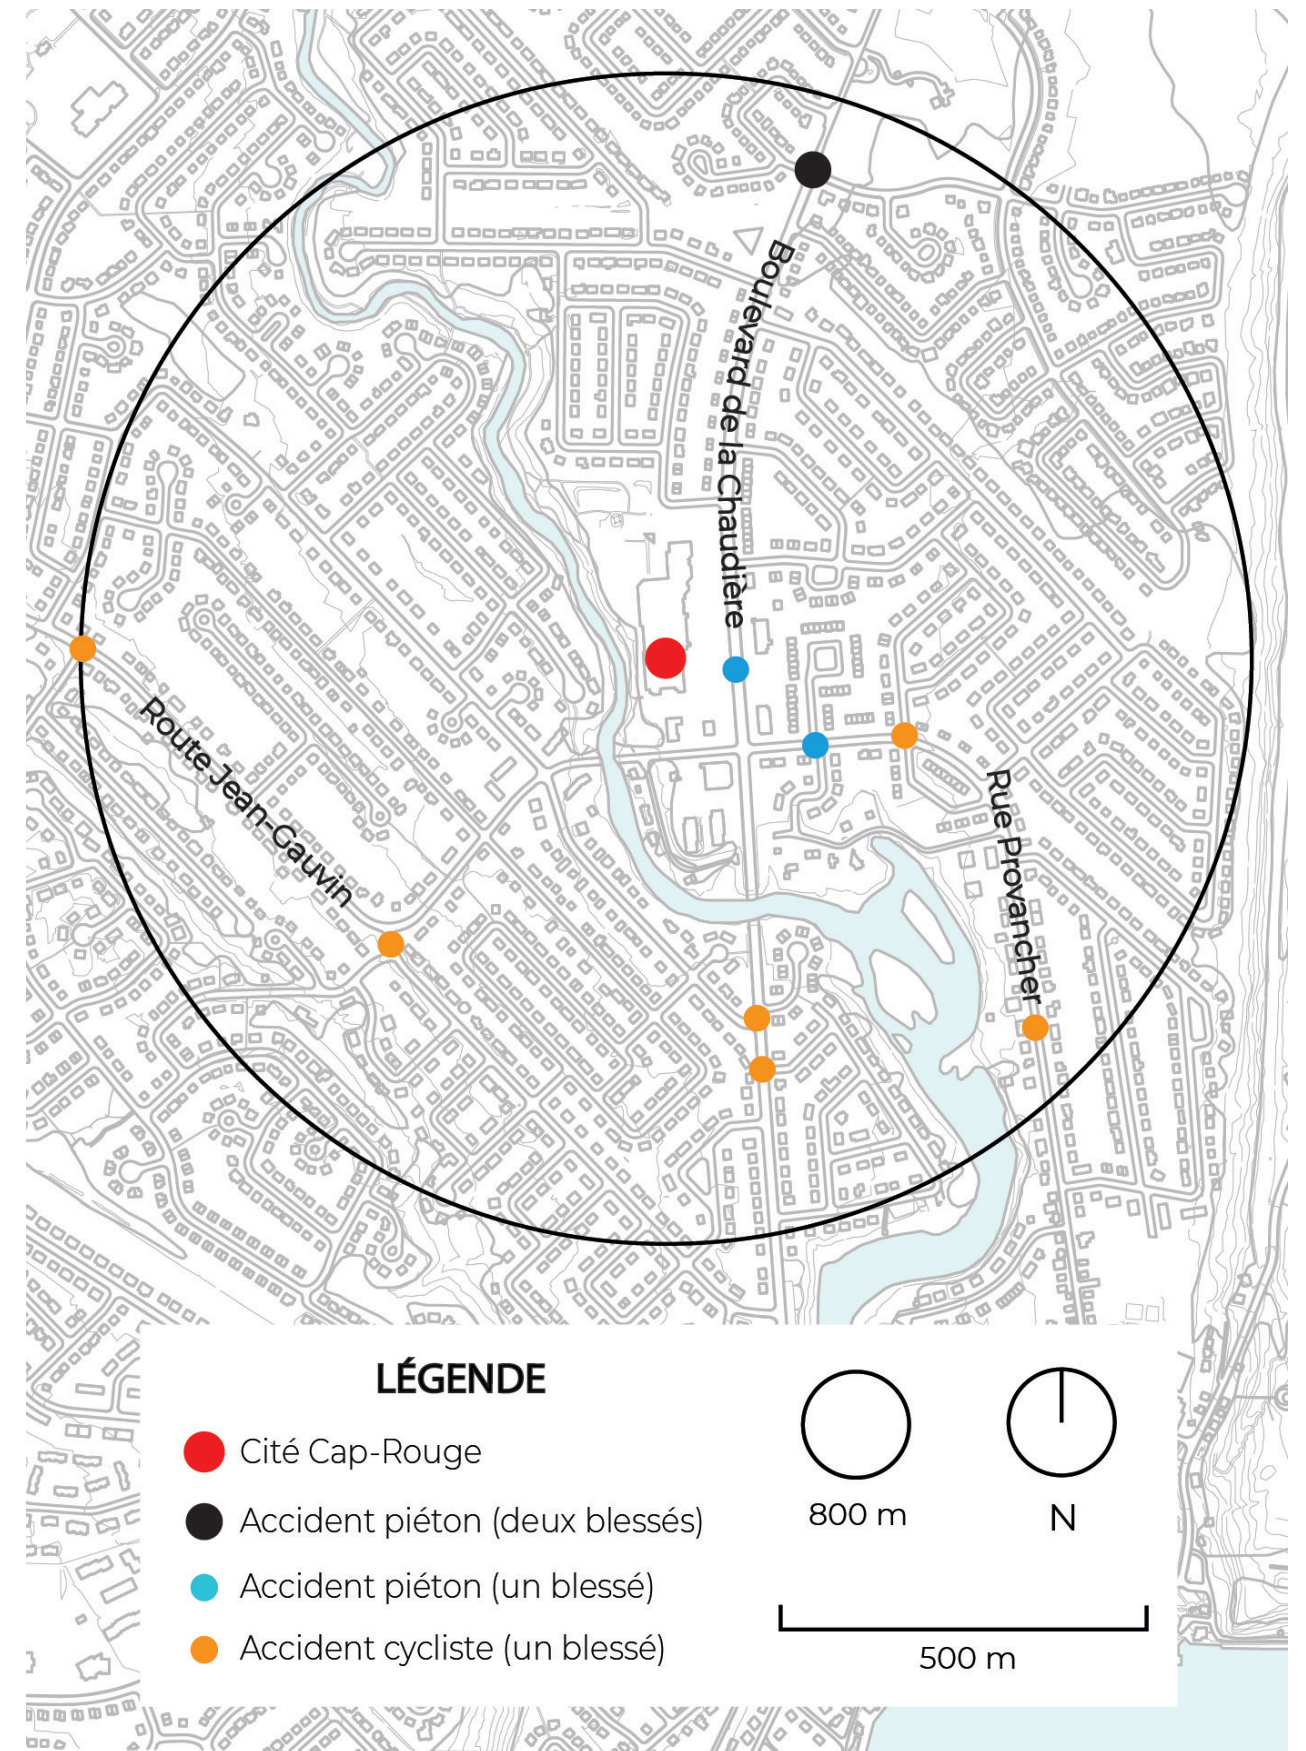 Boulevard de la Chaudière
Route Jean-Gauvin
Rue Provancher
LÉGENDE
Cité Cap-Rouge
Accident piéton (deux blessés)
Accident piéton (un blessé)
Accident cycliste (un blessé)
800 m
N
500 m